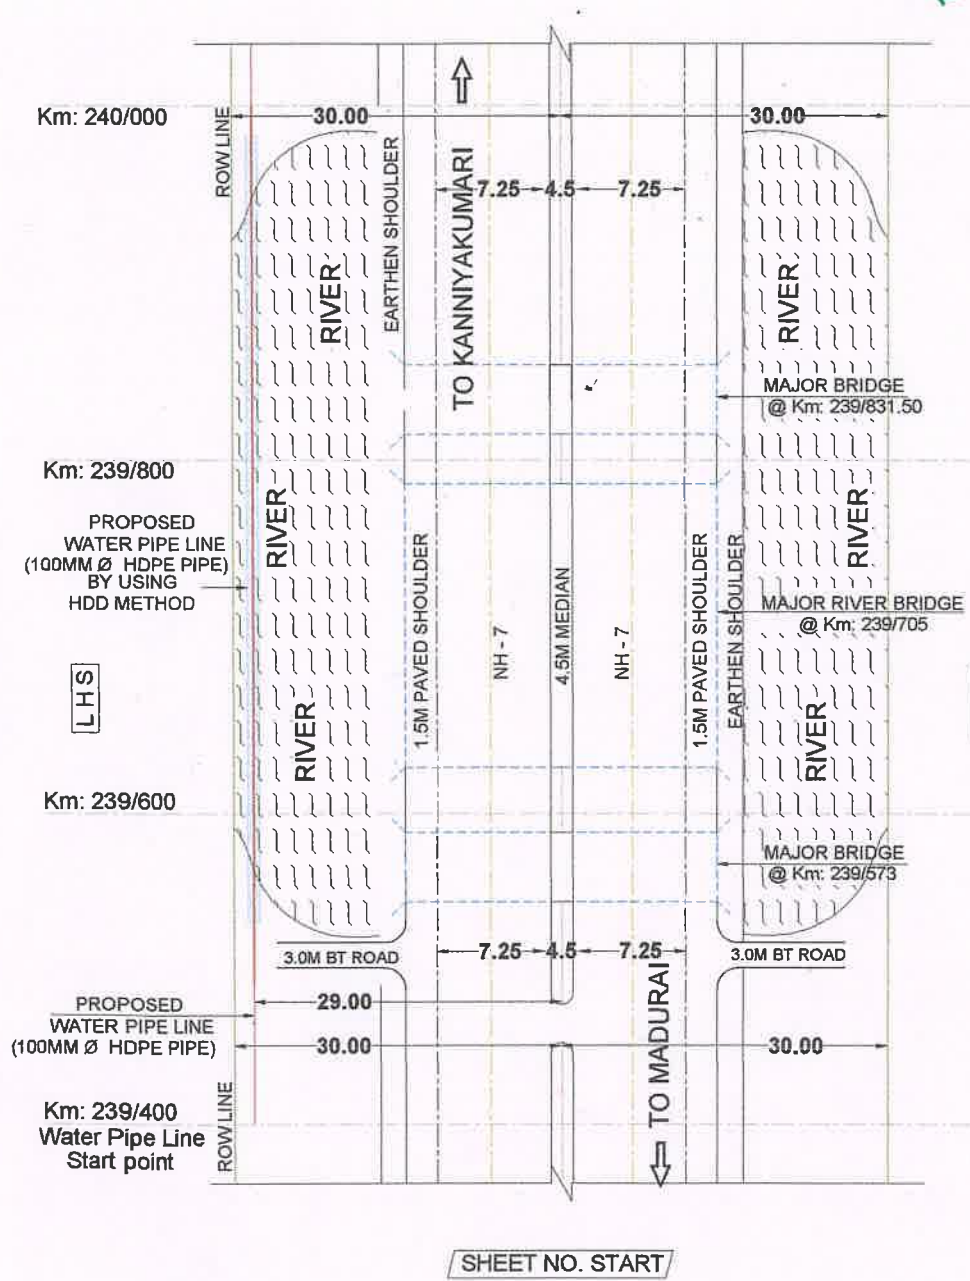 Km: 240/000
ROW LINE
30.00
30.00
EARTHEN SHOULDER
TO KANNIYAKUMARI
7.25
4.5
7.25
RIVER
RIVER
MAJOR BRIDGE
@ Km: 239/831.50
Km: 239/800
PROPOSED
WATER PIPE LINE
(100MM Ø HDPE PIPE)
BY USING
HDD METHOD
RIVER
RIVER
1.5M PAVED SHOULDER
NH - 7
4.5M MEDIAN
NH - 7
1.5M PAVED SHOULDER
EARTHEN SHOULDER
MAJOR RIVER BRIDGE
@ Km: 239/705
LHS
RIVER
RIVER
Km: 239/600
MAJOR BRIDGE
@ Km: 239/573
3.0M BT ROAD
7.25
4.5
7.25
3.0M BT ROAD
PROPOSED
WATER PIPE LINE
(100MM Ø HDPE PIPE)
29.00
30.00
30.00
TO MADURAI
Km: 239/400
Water Pipe Line
Start point
ROW LINE
SHEET NO. START